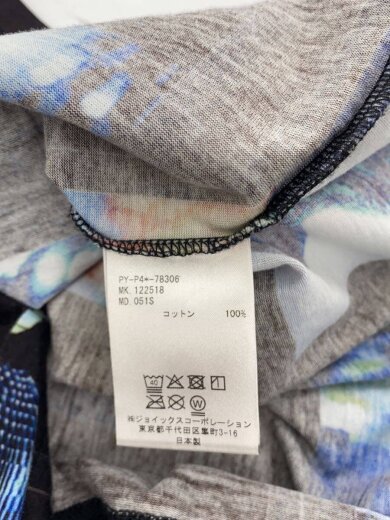 PY-P4*-78306
MK. 122518
MD. 051S
コットン 100%
40
W
㈱ジョイックスコーポレーション
東京都千代田区隼町3-16
日本製